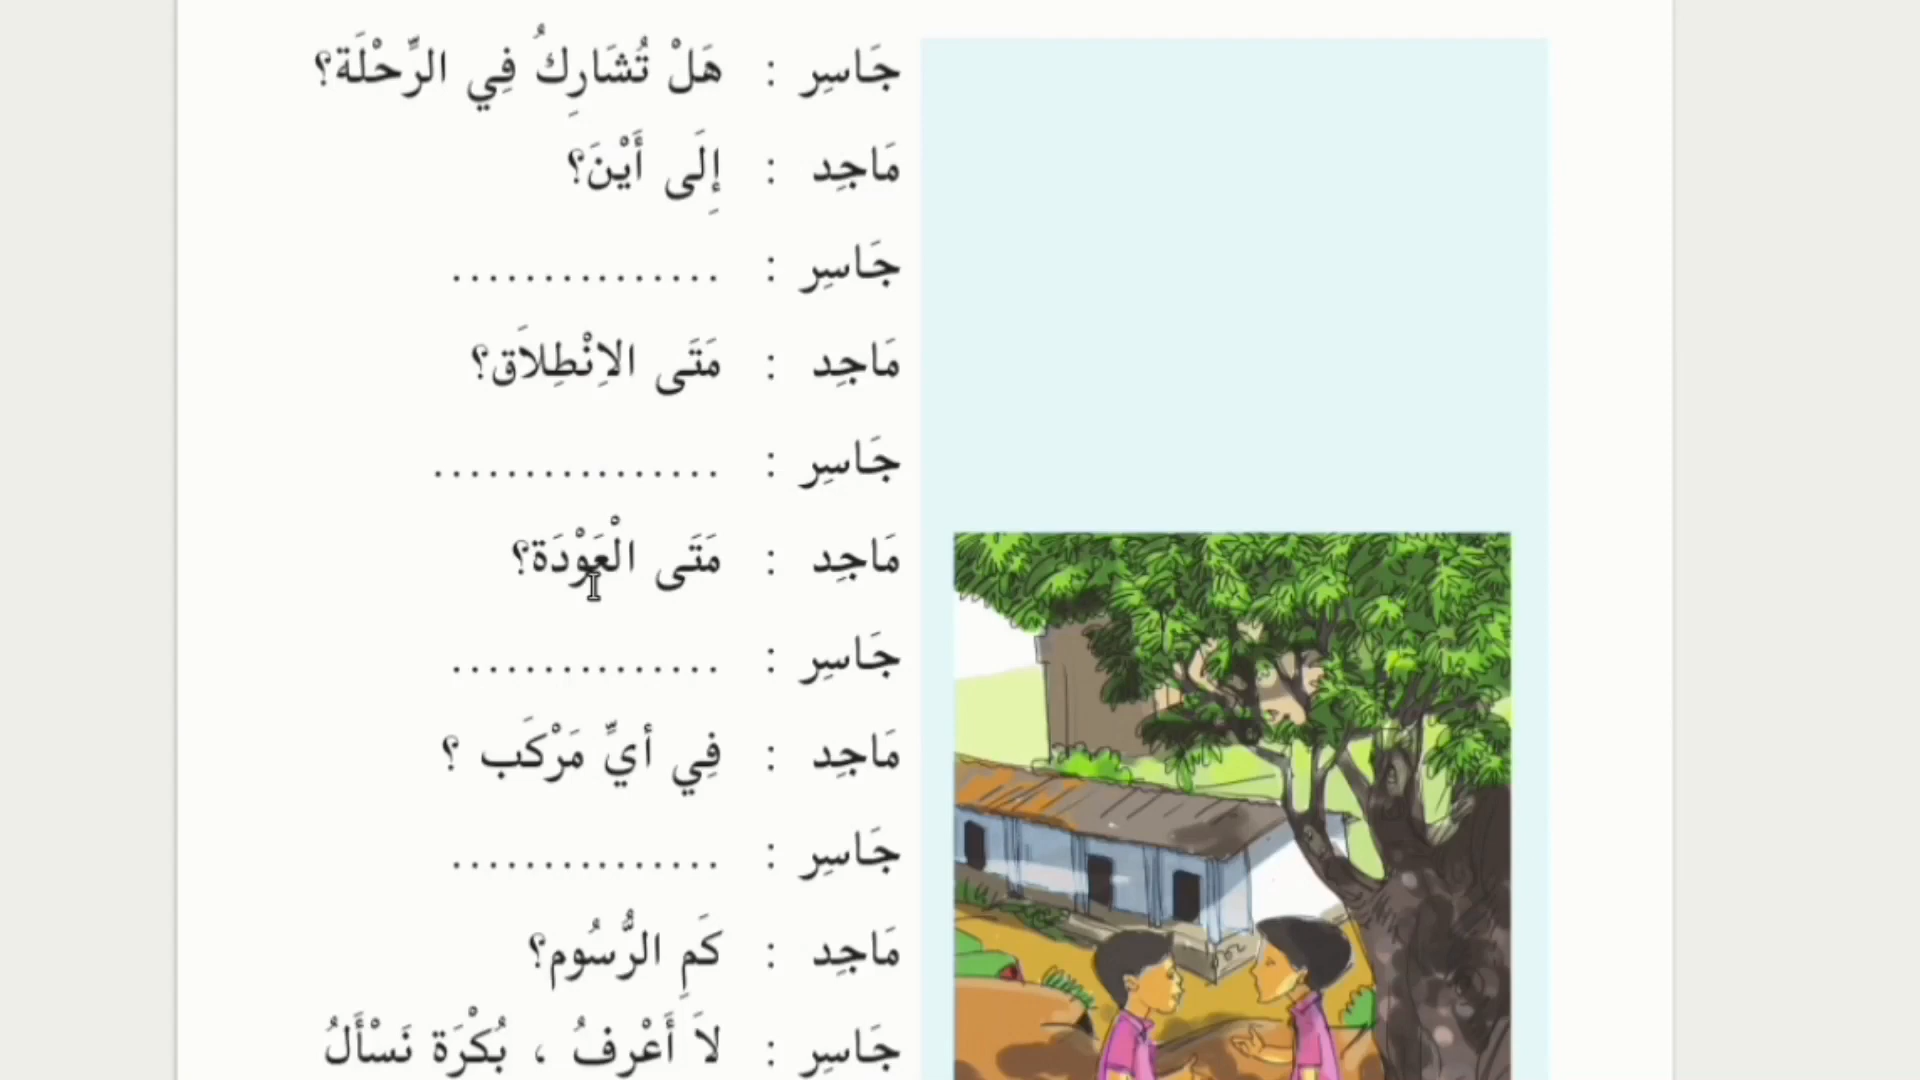 جَاسِر : هَلْ تُشَارِكُ فِي الرِّحْلَة؟
مَاجِد : إِلَى أَيْنَ؟
جَاسِر : ...............
مَاجِد : مَتَى الاِنْطِلاَق؟
جَاسِر : ................
مَاجِد : مَتَى الْعَوْدَة؟
جَاسِر : ...............
مَاجِد : فِي أيِّ مَرْكَب ؟
جَاسِر : ...............
مَاجِد : كَمِ الرُّسُوم؟
جَاسِر : لاَ أَعْرِفُ ، بُكْرَة نَسْأَلُ